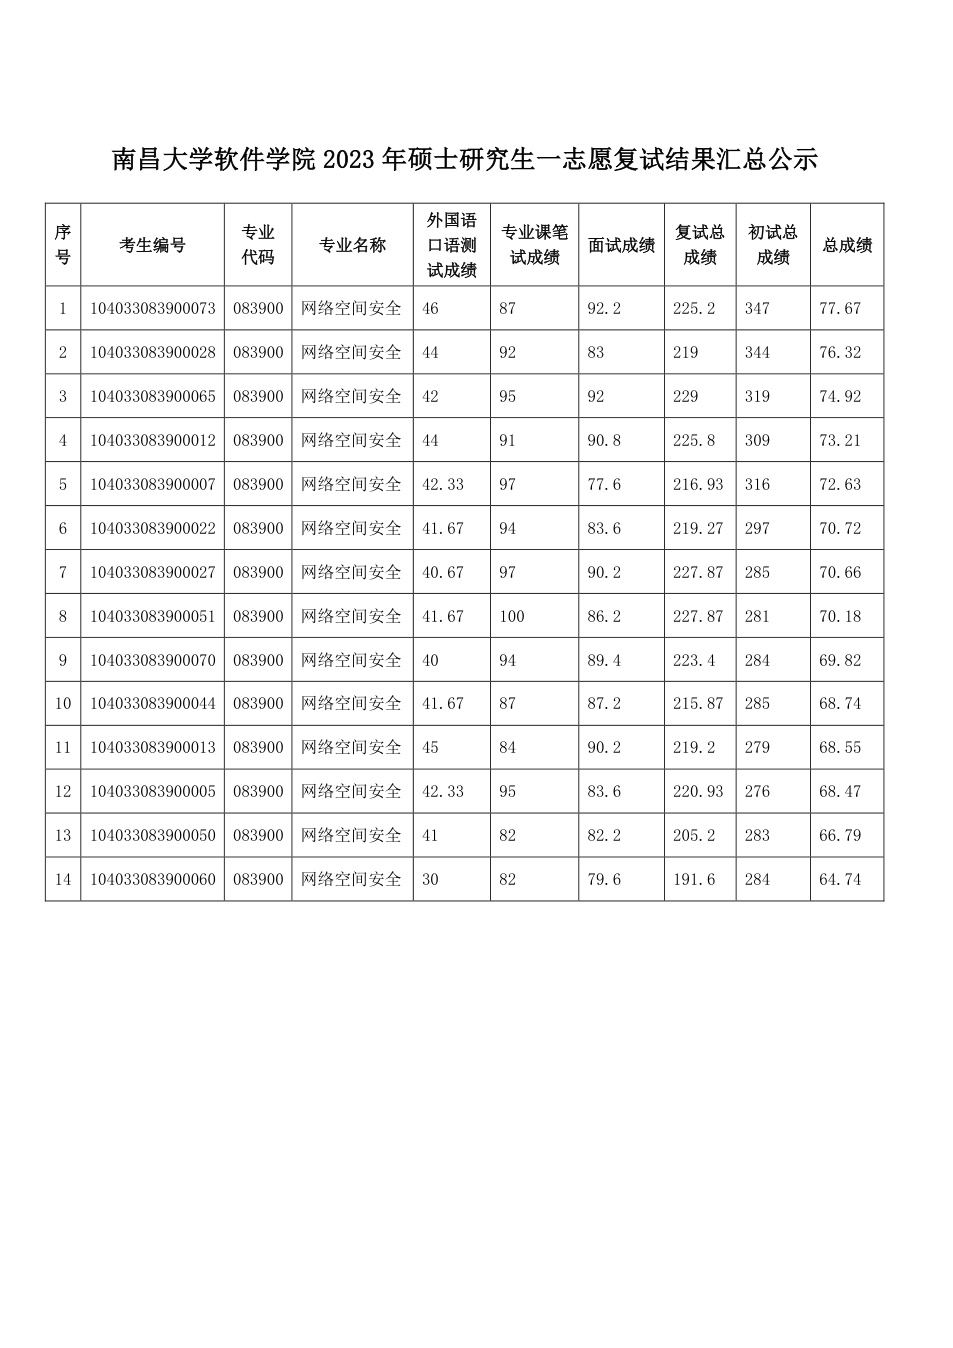 南昌大学软件学院 2023 年硕士研究生一志愿复试结果汇总公示
序号 考生编号 专业代码 专业名称 外国语口语测试成绩 专业课笔试成绩 面试成绩 复试总成绩 初试总成绩 总成绩
1 104033083900073 083900 网络空间安全 46 87 92.2 225.2 347 77.67
2 104033083900028 083900 网络空间安全 44 92 83 219 344 76.32
3 104033083900065 083900 网络空间安全 42 95 92 229 319 74.92
4 104033083900012 083900 网络空间安全 44 91 90.8 225.8 309 73.21
5 104033083900007 083900 网络空间安全 42.33 97 77.6 216.93 316 72.63
6 104033083900022 083900 网络空间安全 41.67 94 83.6 219.27 297 70.72
7 104033083900027 083900 网络空间安全 40.67 97 90.2 227.87 285 70.66
8 104033083900051 083900 网络空间安全 41.67 100 86.2 227.87 281 70.18
9 104033083900070 083900 网络空间安全 40 94 89.4 223.4 284 69.82
10 104033083900044 083900 网络空间安全 41.67 87 87.2 215.87 285 68.74
11 104033083900013 083900 网络空间安全 45 84 90.2 219.2 279 68.55
12 104033083900005 083900 网络空间安全 42.33 95 83.6 220.93 276 68.47
13 104033083900050 083900 网络空间安全 41 82 82.2 205.2 283 66.79
14 104033083900060 083900 网络空间安全 30 82 79.6 191.6 284 64.74